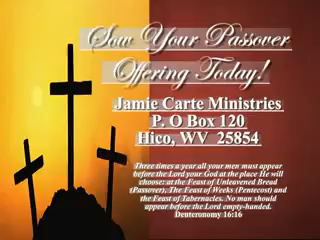 Sow Your Passover
Offering Today!
Jamie Carte Ministries
P. O Box 120
Hico, WV 25854
Three times a year all your men must appear
before the Lord your God at the place He will
choose: at the Feast of Unleavened Bread
(Passover), The Feast of Weeks (Pentecost) and
the Feast of Tabernacles. No man should
appear before the Lord empty-handed.
Deuteronomy 16:16